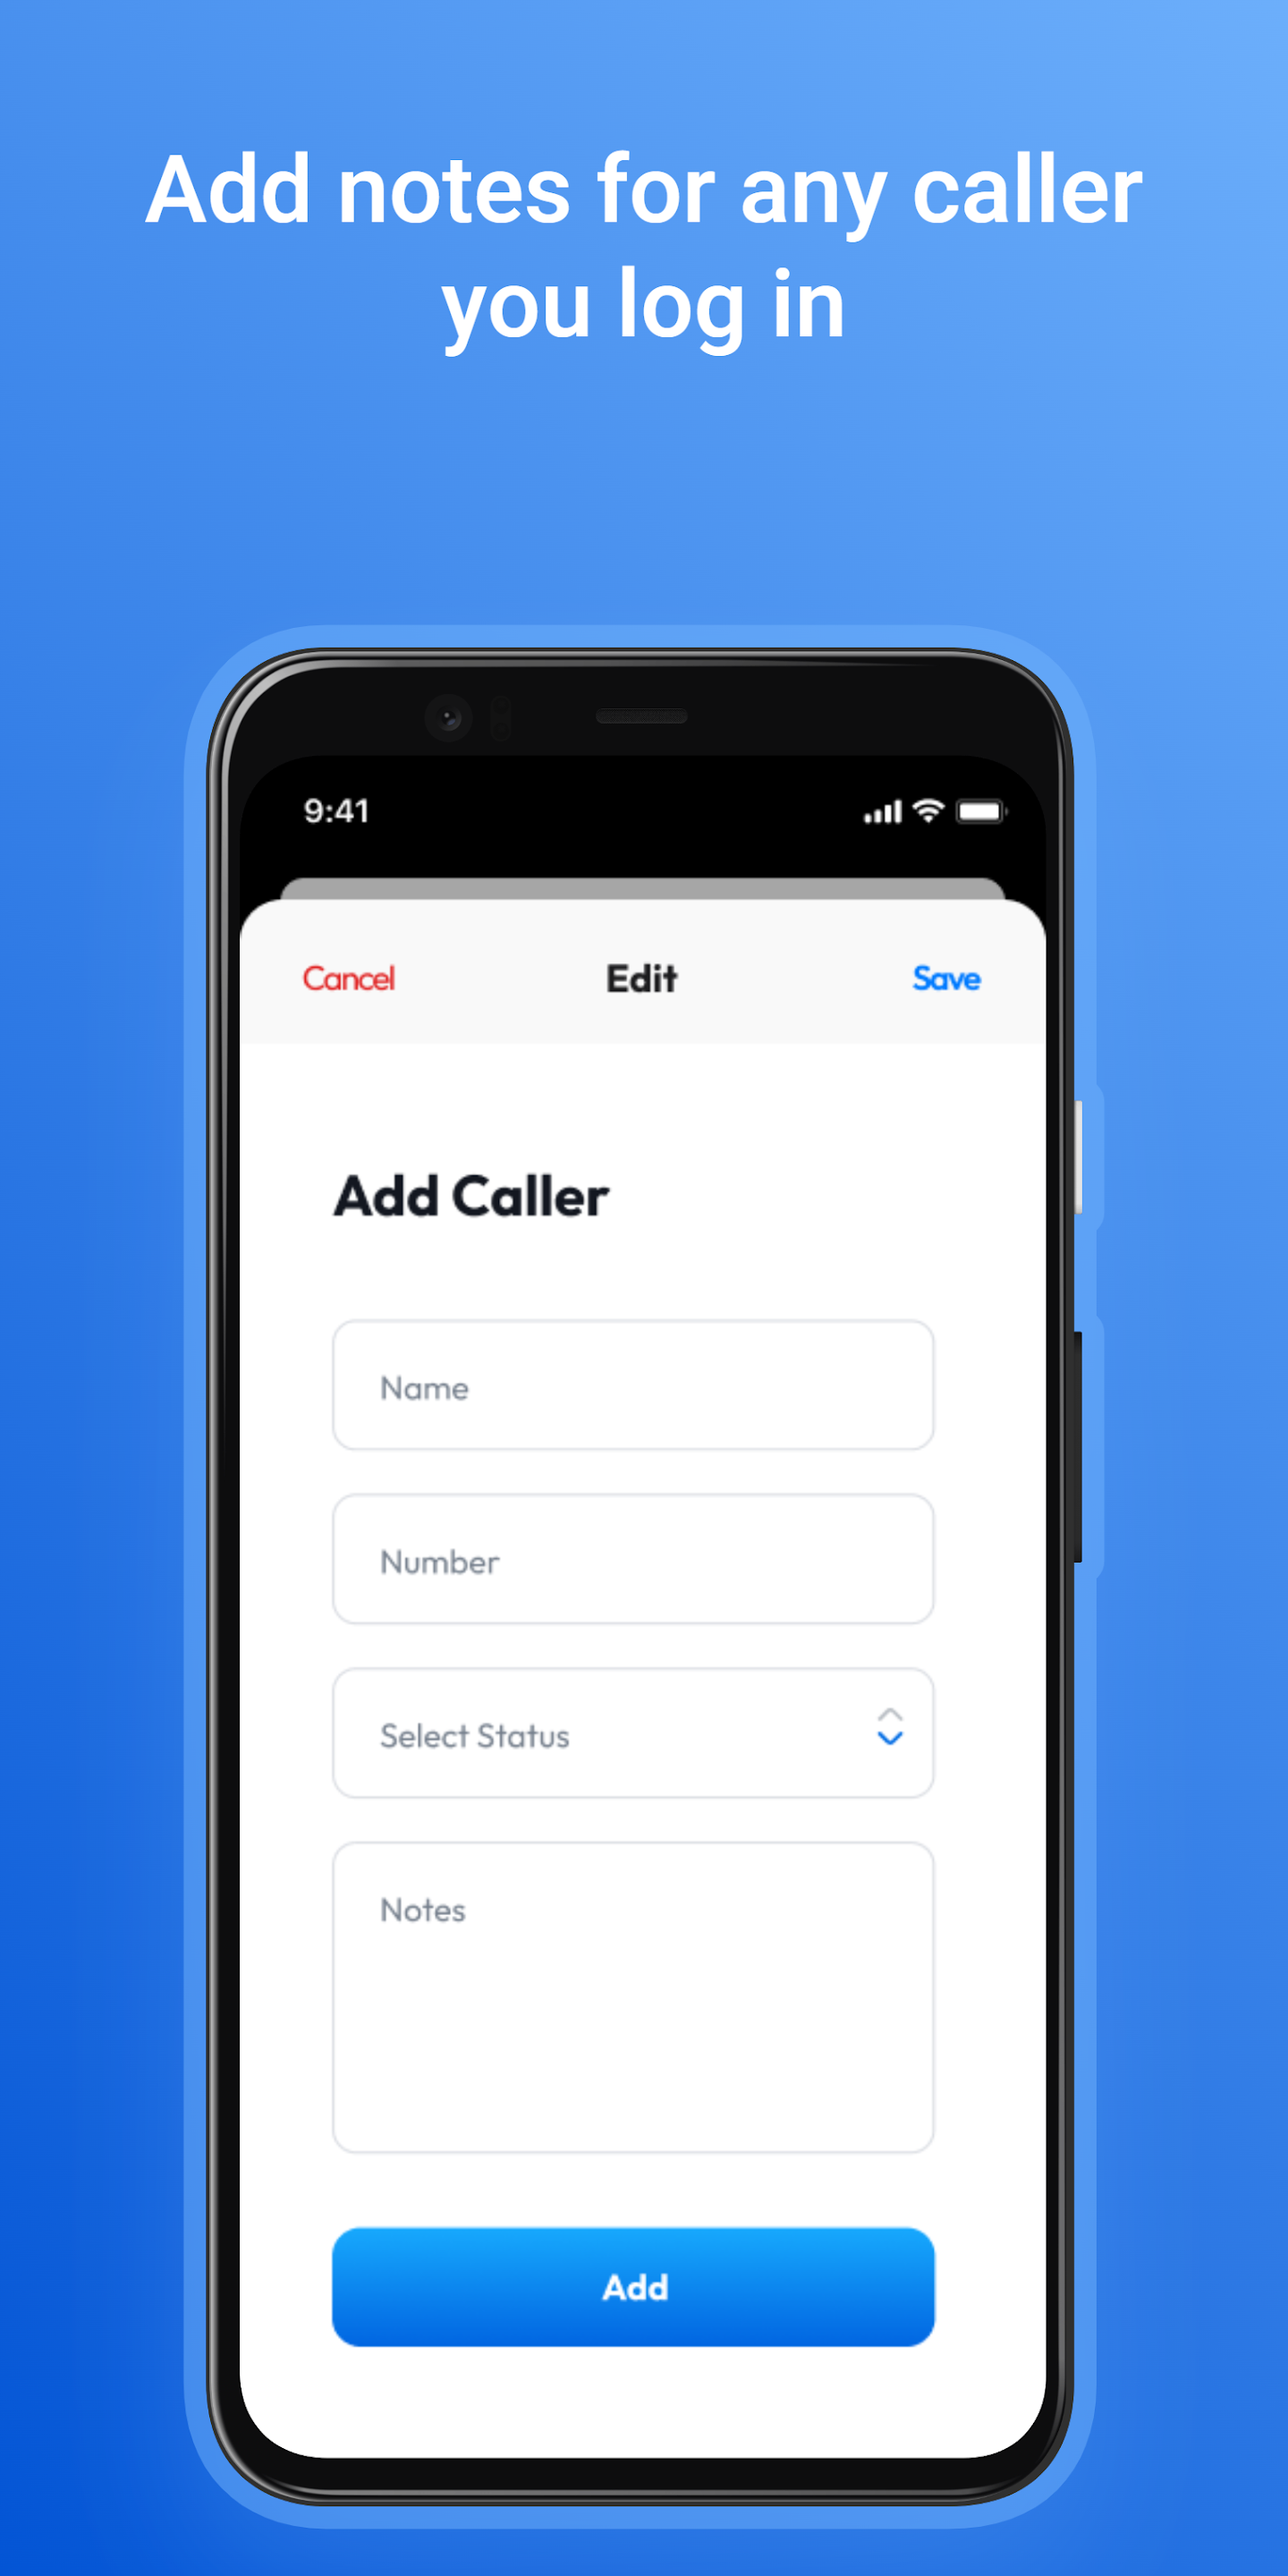 Add notes for any caller
you log in
9:41
Cancel Edit Save
Add Caller
Name
Number
Select Status
Notes
Add